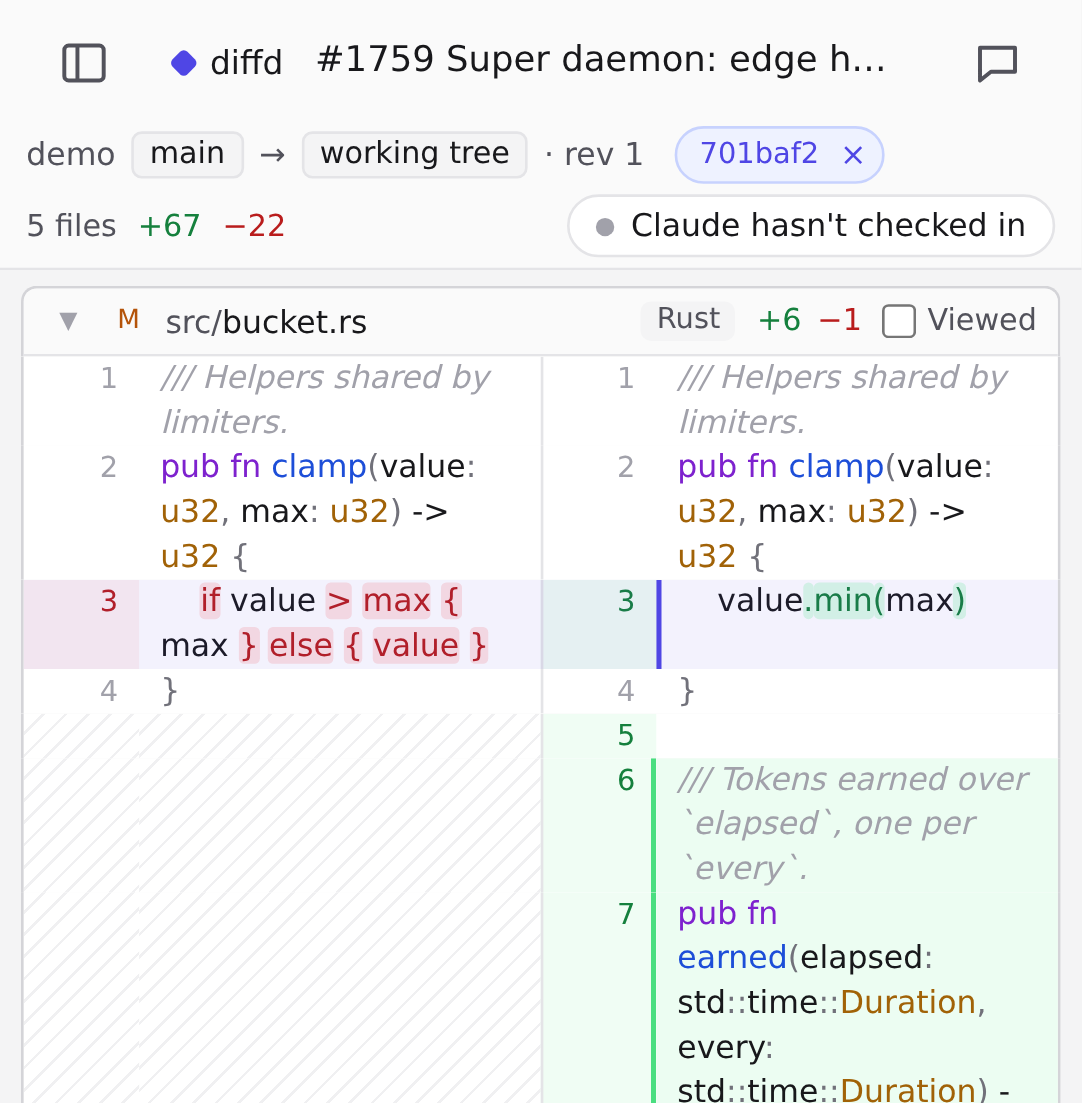 diffd #1759 Super daemon: edge h…
demo main → working tree · rev 1 701baf2 ×
5 files +67 −22 Claude hasn't checked in
▼ M src/bucket.rs Rust +6 −1 Viewed
1 /// Helpers shared by
limiters.
2 pub fn clamp(value:
u32, max: u32) ->
u32 {
3 if value > max {
max } else { value }
4 }
1 /// Helpers shared by
limiters.
2 pub fn clamp(value:
u32, max: u32) ->
u32 {
3 value.min(max)
4 }
5
6 /// Tokens earned over
`elapsed`, one per
`every`.
7 pub fn
earned(elapsed:
std::time::Duration,
every:
std::time::Duration) -